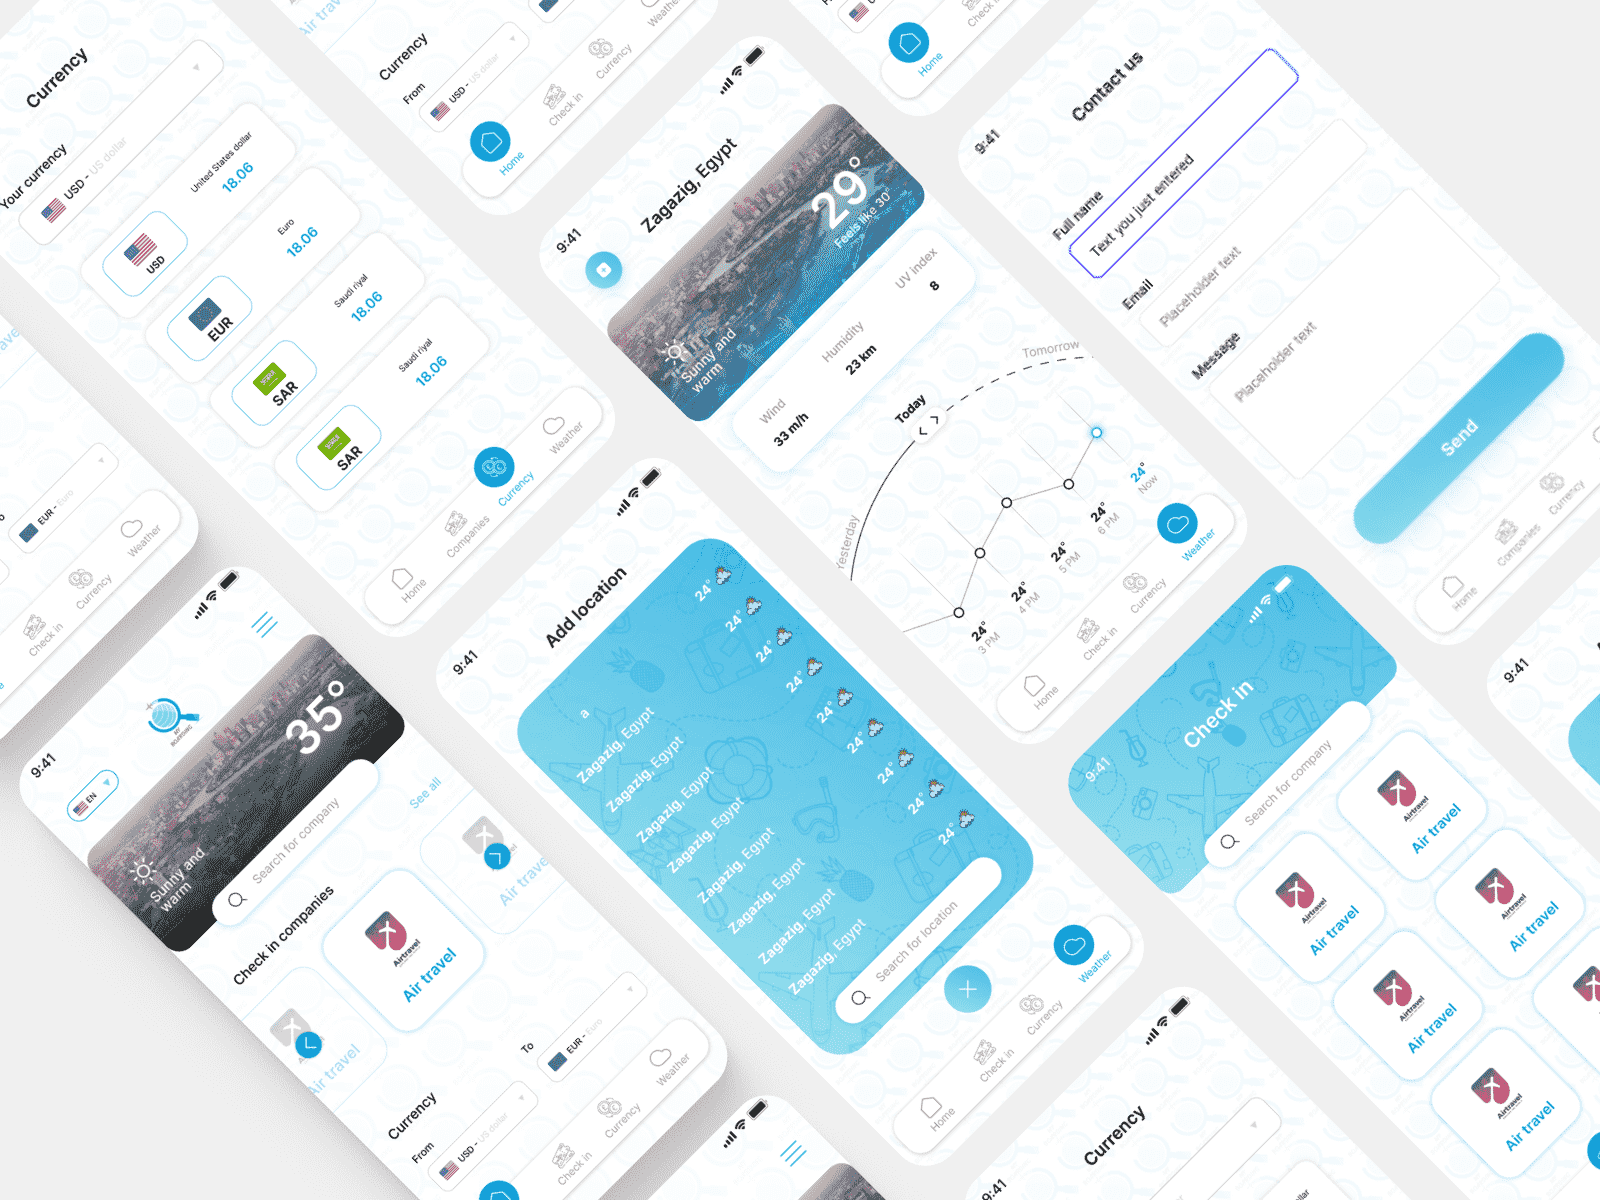 Currency
Your currency
USD - US dollar
United States dollar
18.06
USD
Euro
18.06
EUR
Saudi riyal
18.06
SAR
Saudi riyal
18.06
SAR
Home
Companies
Currency
Weather
Air travel
Currency
From
USD - US dollar
Home
Check in
Currency
Weather
Home
Check in
9:41
Zagazig, Egypt
29°
Feels like 30°
Sunny and
warm
Wind
33 m/h
Humidity
23 km
UV index
8
Yesterday
Today
Tomorrow
24°
3 PM
24°
4 PM
24°
5 PM
24°
6 PM
24°
Now
Home
Check in
Currency
Weather
9:41
Contact us
Full name
Text you just entered
Email
Placeholder text
Message
Placeholder text
Send
Home
Companies
Currency
EUR - Euro
Check in
Currency
Weather
9:41
EN
MY BOARDING
35°
Sunny and
warm
Search for company
Check in companies
See all
Airtravel
Air travel
Air travel
Air travel
Currency
From
USD - US dollar
To
EUR - Euro
Check in
Currency
Weather
9:41
Add location
a
Zagazig, Egypt
Zagazig, Egypt
Zagazig, Egypt
Zagazig, Egypt
Zagazig, Egypt
Zagazig, Egypt
Zagazig, Egypt
Zagazig, Egypt
24°
24°
24°
24°
24°
24°
24°
24°
24°
Search for location
Home
Check in
Currency
Weather
9:41
Check in
Search for company
Airtravel
Air travel
Airtravel
Air travel
Airtravel
Air travel
Airtravel
Air travel
Airtravel
Air travel
9:41
9:41
Currency